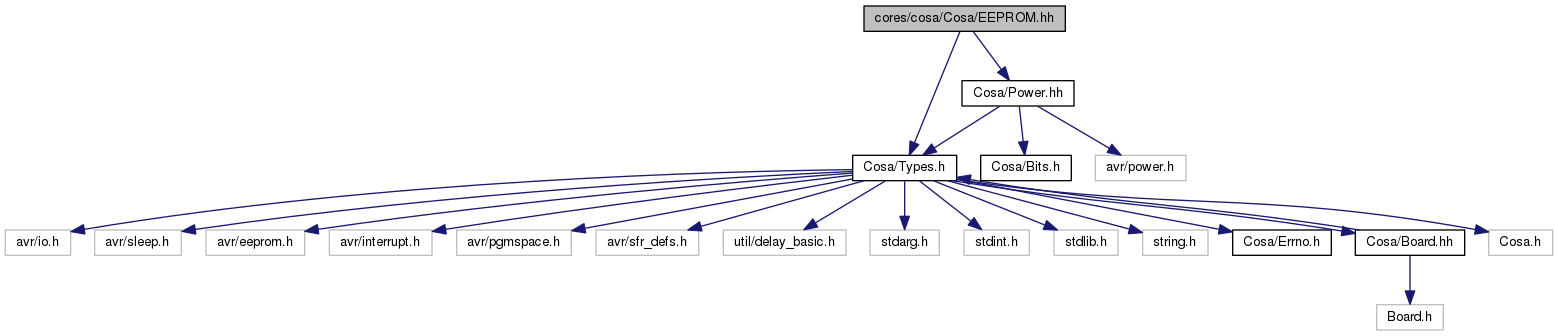 cores/cosa/Cosa/EEPROM.hh
Cosa/Power.hh
Cosa/Types.h
Cosa/Bits.h
avr/power.h
avr/io.h
avr/sleep.h
avr/eeprom.h
avr/interrupt.h
avr/pgmspace.h
avr/sfr_defs.h
util/delay_basic.h
stdarg.h
stdint.h
stdlib.h
string.h
Cosa/Errno.h
Cosa/Board.hh
Cosa.h
Board.h